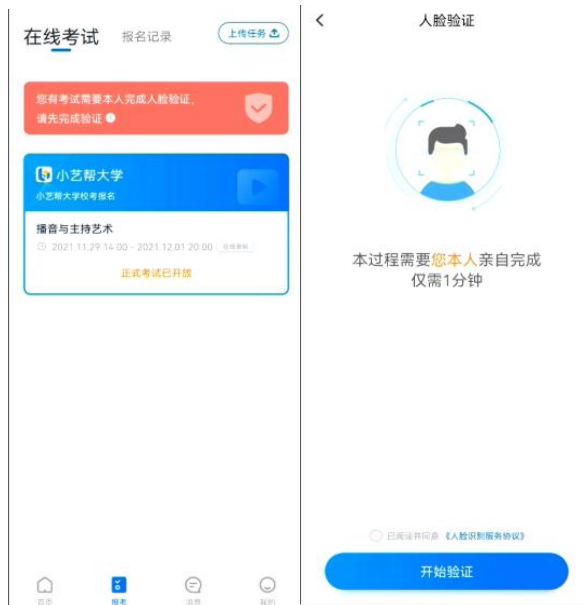 在线考试
报名记录
上传任务
您有考试需要本人完成人脸验证,
请先完成验证
小艺帮大学
小艺帮大学校考报名
播音与主持艺术
2021.11.29 14:00 - 2021.12.01 20:00
在线录制
正式考试已开放
首页
报考
消息
我的
人脸验证
本过程需要您本人亲自完成
仅需1分钟
已阅读并同意《人脸识别服务协议》
开始验证